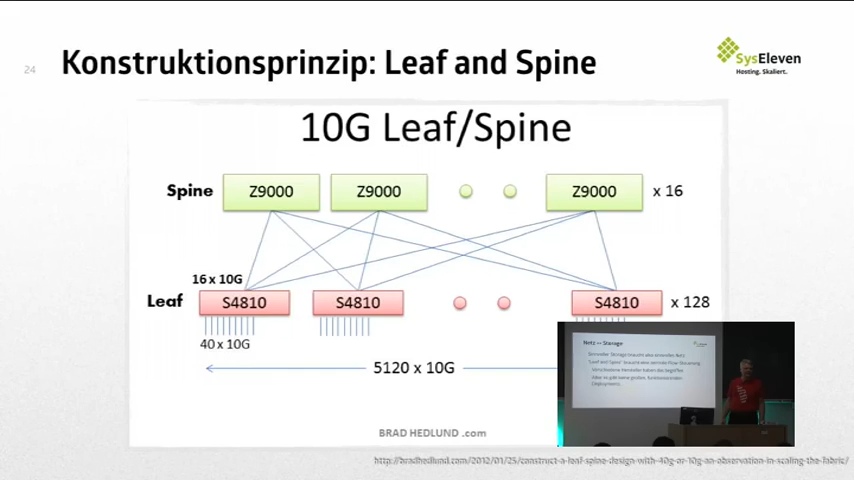 24
Konstruktionsprinzip: Leaf and Spine
SysEleven
Hosting. Skaliert.
10G Leaf/Spine
Spine
Z9000
Z9000
Z9000
x 16
16 x 10G
Leaf
S4810
S4810
S4810
x 128
40 x 10G
5120 x 10G
BRAD HEDLUND .com
Netz -- Storage
http://bradhedlund.com/2012/01/25/construct-a-leaf-spine-design-with-40g-or-10g-an-observation-in-scaling-the-fabric/